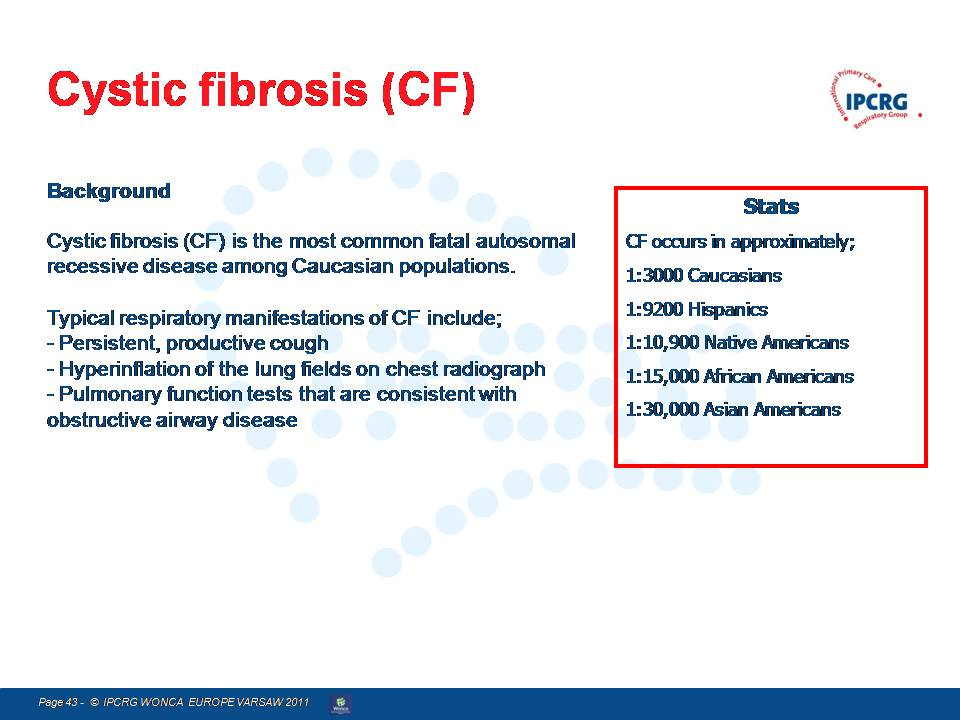 Cystic fibrosis (CF)
International Primary Care
IPCRG
Respiratory Group
Background
Cystic fibrosis (CF) is the most common fatal autosomal
recessive disease among Caucasian populations.
Typical respiratory manifestations of CF include;
- Persistent, productive cough
- Hyperinflation of the lung fields on chest radiograph
- Pulmonary function tests that are consistent with
obstructive airway disease
Stats
CF occurs in approximately;
1:3000 Caucasians
1:9200 Hispanics
1:10,900 Native Americans
1:15,000 African Americans
1:30,000 Asian Americans
Page 43 - © IPCRG WONCA EUROPE VARSAW 2011
Wonca